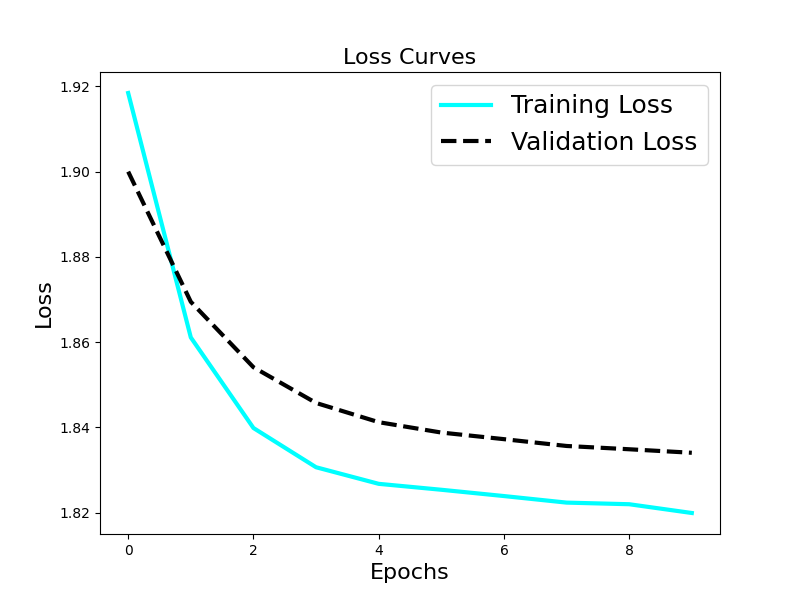 Loss Curves
Training Loss
Validation Loss
1.92
1.90
1.88
1.86
1.84
1.82
Loss
0 2 4 6 8
Epochs